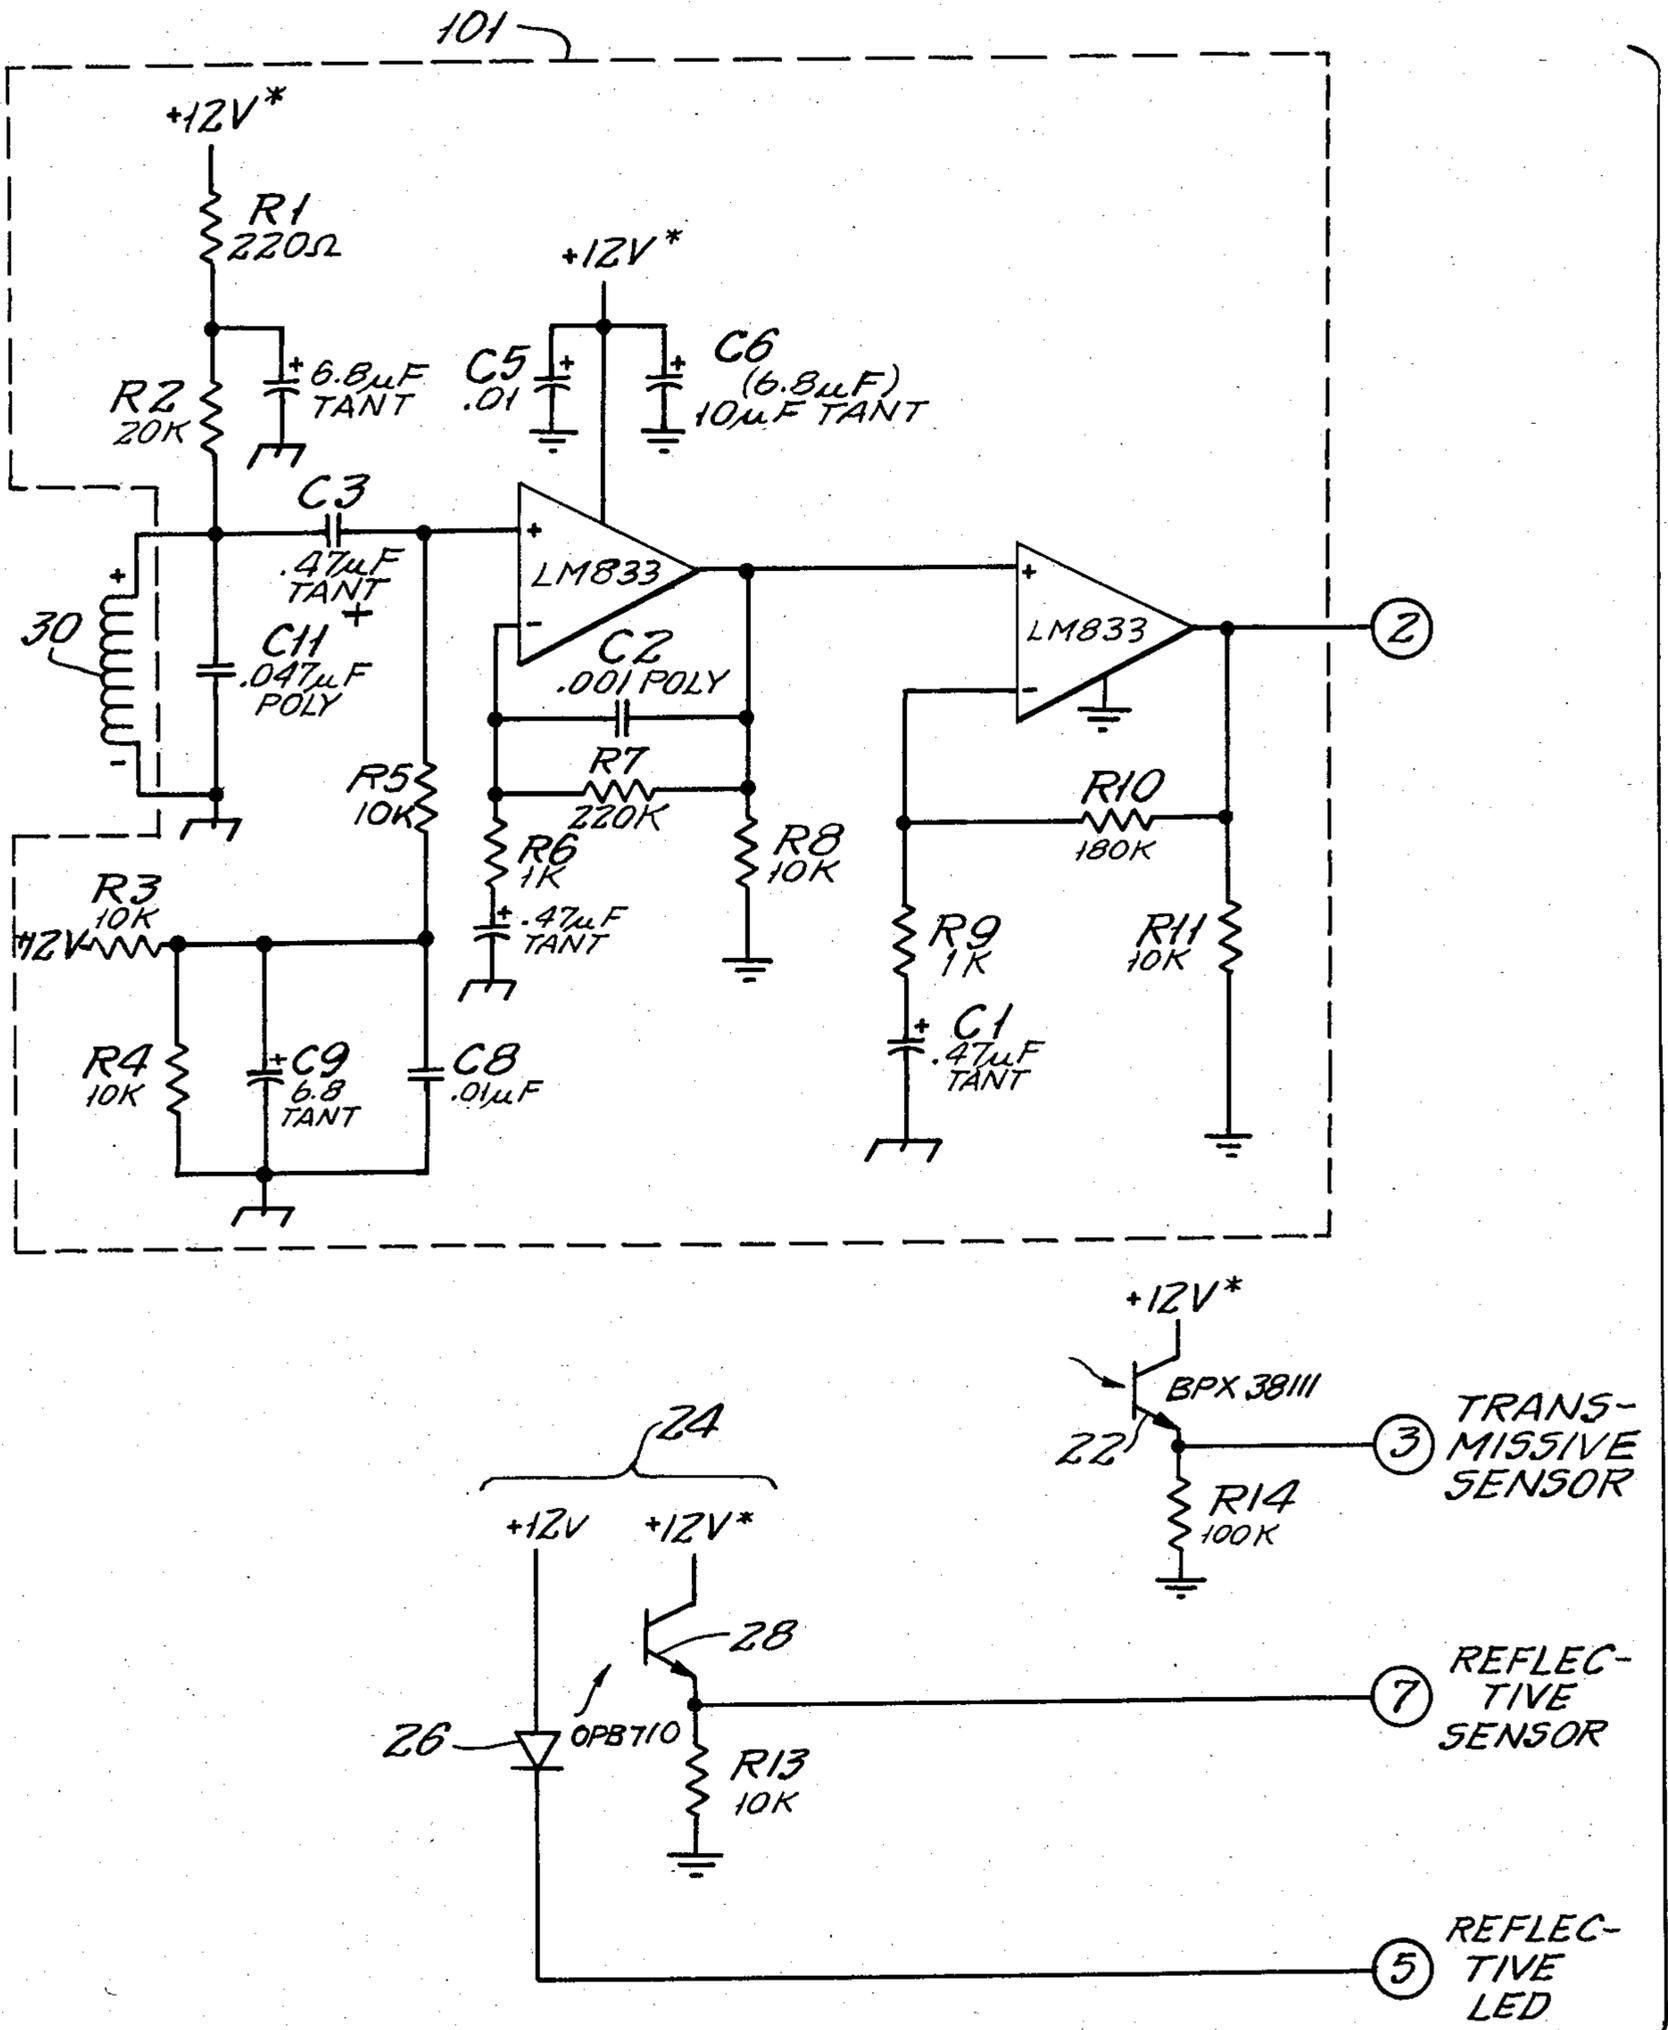 101
+12V*
R1
220Ω
+12V*
6.8µF
TANT
R2
20K
C5
.01
C6
(6.8µF)
10µF TANT
C3
.47µF
TANT
+
+
-
LM833
+
-
LM833
2
30
+
-
C11
.047µF
POLY
C2
.001 POLY
R7
220K
R5
10K
R6
1K
.47µF
TANT
R8
10K
R10
180K
R9
1K
R11
10K
C1
.47µF
TANT
R3
10K
+12V
R4
10K
C9
6.8
TANT
C8
.01µF
+12V*
BPX 38III
22
3
TRANS-
MISSIVE
SENSOR
R14
100K
24
+12V
+12V*
28
26
OPB710
R13
10K
7
REFLEC-
TIVE
SENSOR
5
REFLEC-
TIVE
LED